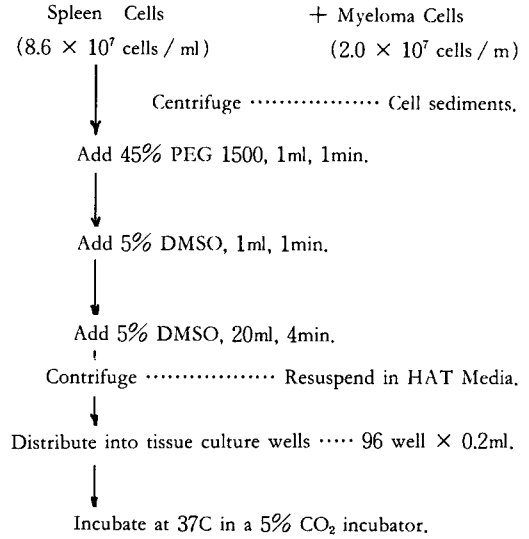 Spleen Cells + Myeloma Cells
(8.6 × 10⁷ cells / ml) (2.0 × 10⁷ cells / m)
Centrifuge ·················· Cell sediments.
Add 45% PEG 1500, 1ml, 1min.
Add 5% DMSO, 1ml, 1min.
Add 5% DMSO, 20ml, 4min.
Contrifuge ·················· Resuspend in HAT Media.
Distribute into tissue culture wells ····· 96 well × 0.2ml.
Incubate at 37C in a 5% CO₂ incubator.